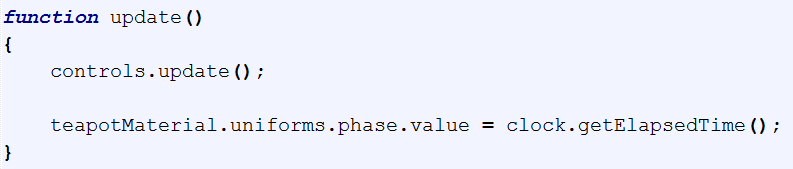 function update()
{
    controls.update();

    teapotMaterial.uniforms.phase.value = clock.getElapsedTime();
}